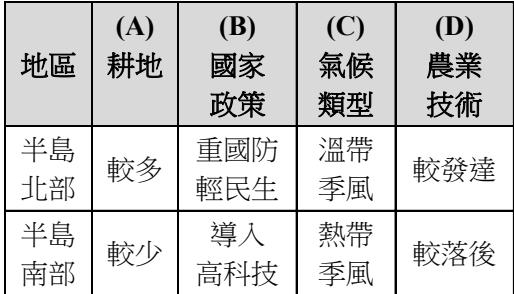 地區 (A) 耕地 (B) 國家政策 (C) 氣候類型 (D) 農業技術
半島北部 較多 重國防輕民生 溫帶季風 較發達
半島南部 較少 導入高科技 熱帶季風 較落後